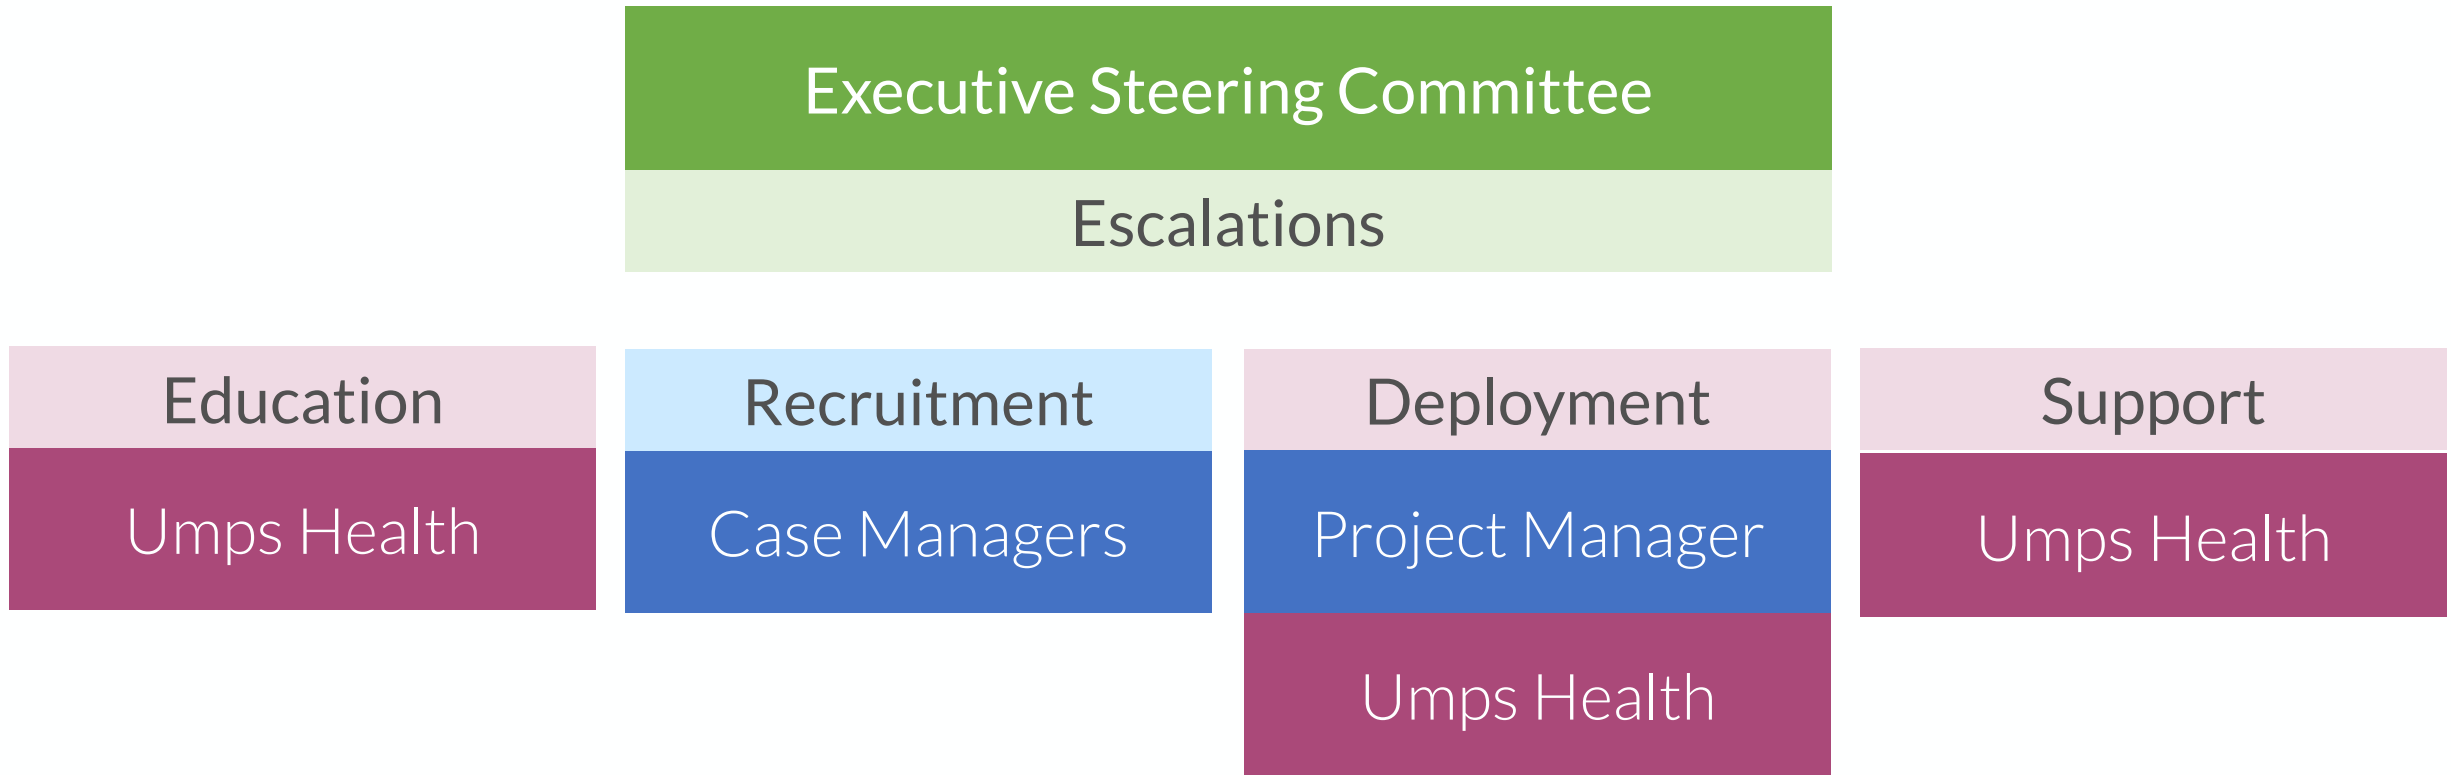 Executive Steering Committee
Escalations
Education
Umps Health
Recruitment
Case Managers
Deployment
Project Manager
Umps Health
Support
Umps Health